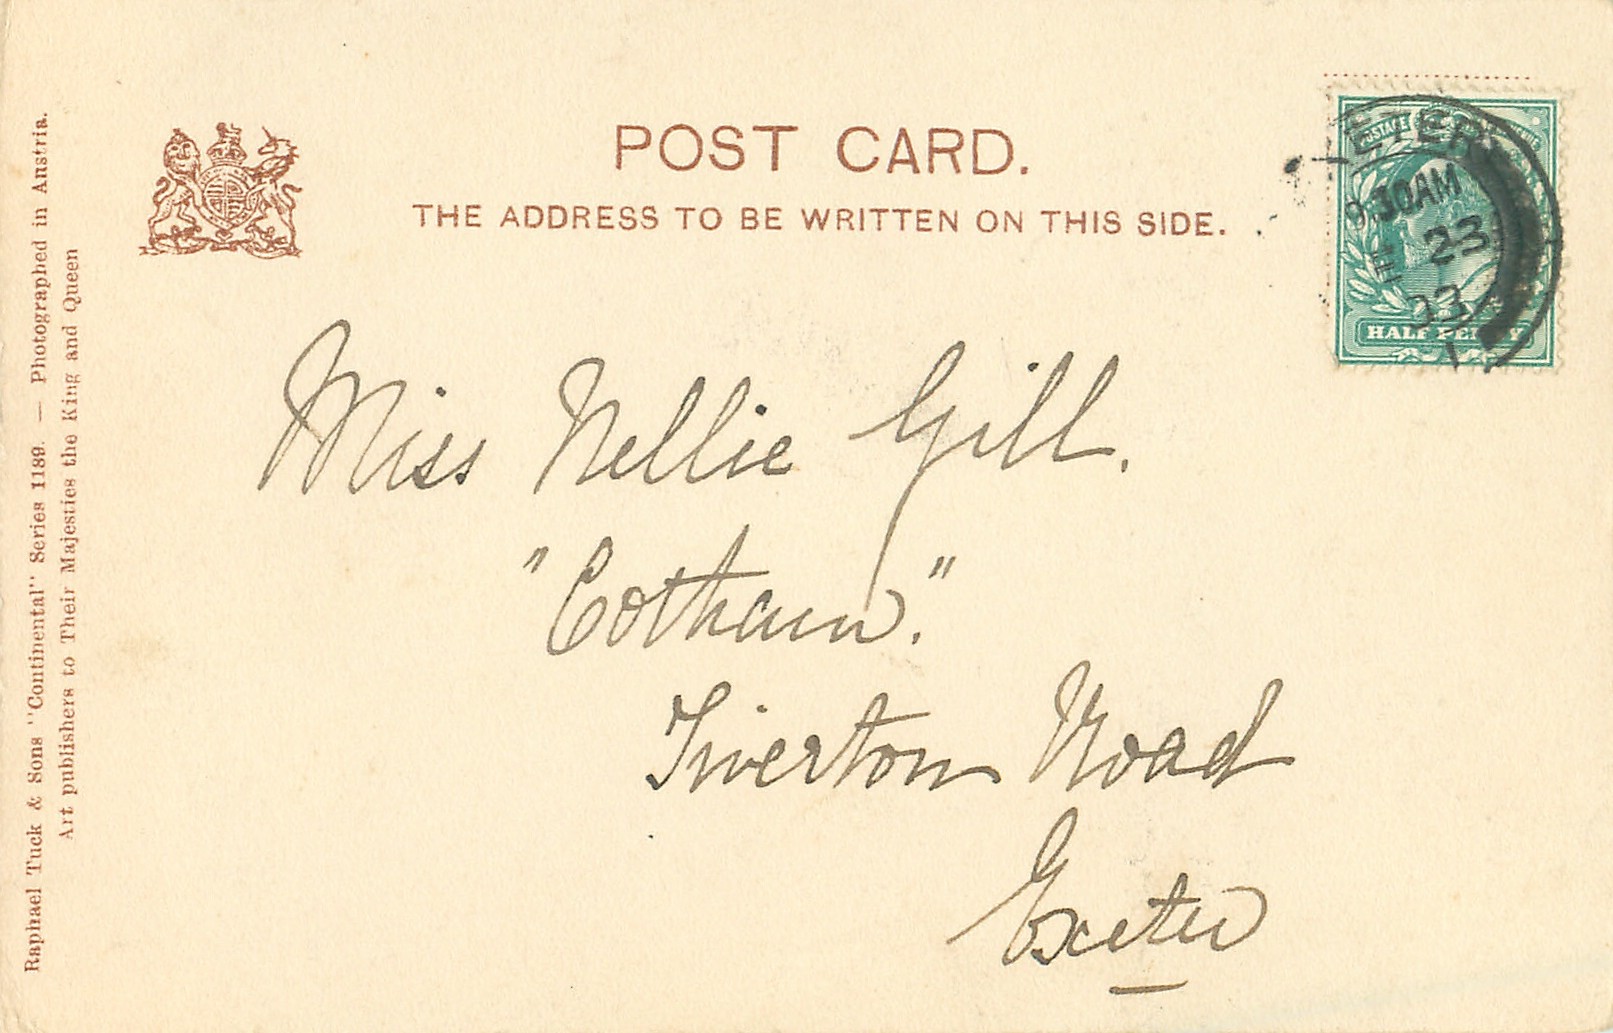 POST CARD.
THE ADDRESS TO BE WRITTEN ON THIS SIDE.
Miss Nellie Gill.
"Cotham."
Tiverton Road
Exeter
Raphael Tuck & Sons "Continental" Series 1189. — Photographed in Austria.
Art publishers to Their Majesties the King and Queen
POSTAGE
HALF PENNY
ETER
9.30AM
23
03